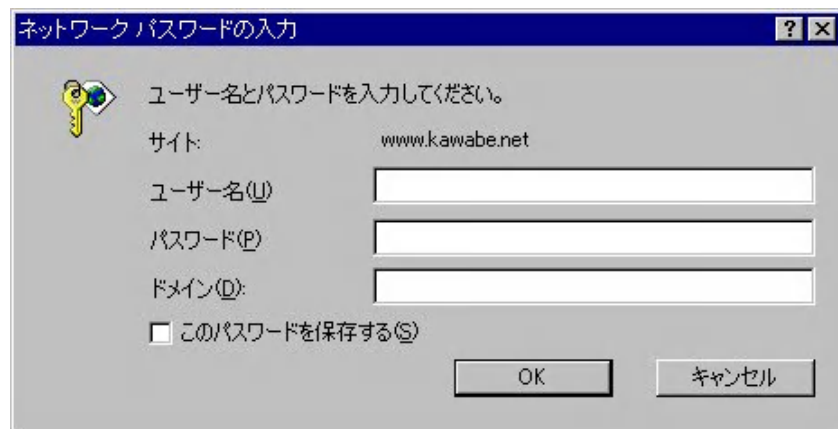 ネットワーク パスワードの入力
ユーザー名とパスワードを入力してください。
サイト: www.kawabe.net
ユーザー名(U)
パスワード(P)
ドメイン(D):
このパスワードを保存する(S)
OK キャンセル